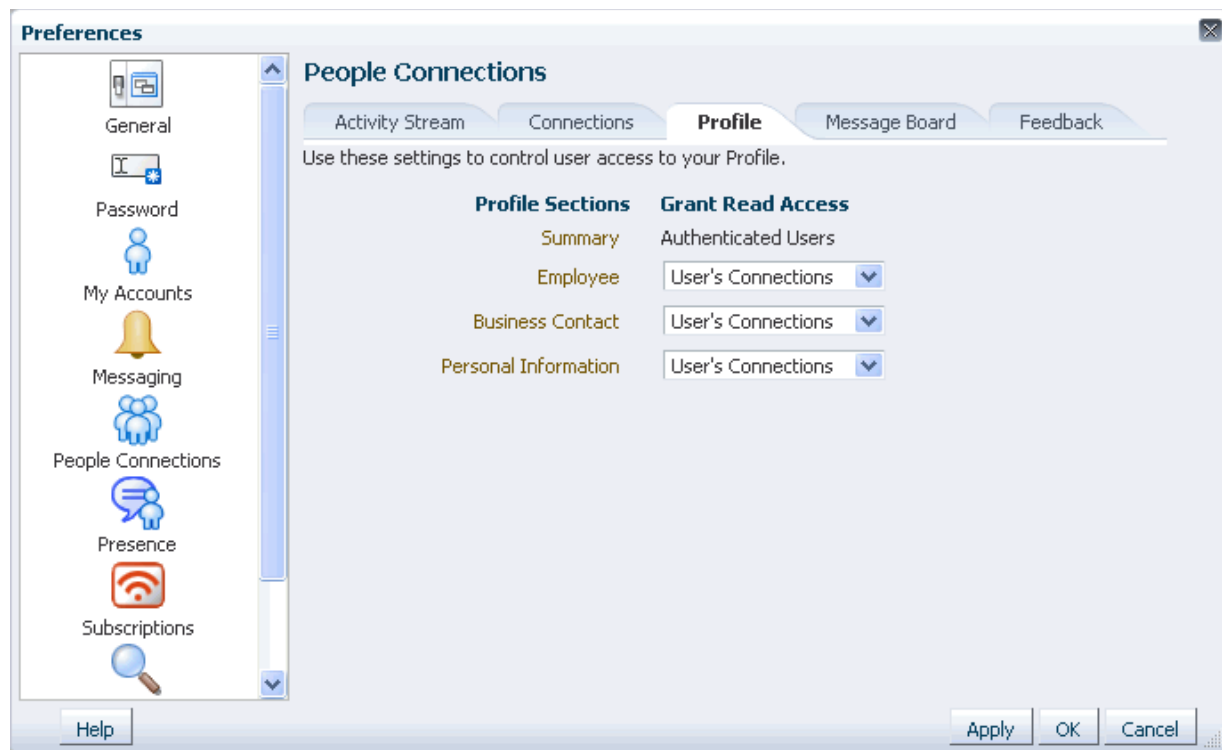 Preferences
General
Password
My Accounts
Messaging
People Connections
Presence
Subscriptions
People Connections
Activity Stream Connections Profile Message Board Feedback
Use these settings to control user access to your Profile.
Profile Sections Grant Read Access
Summary Authenticated Users
Employee User's Connections
Business Contact User's Connections
Personal Information User's Connections
Help Apply OK Cancel